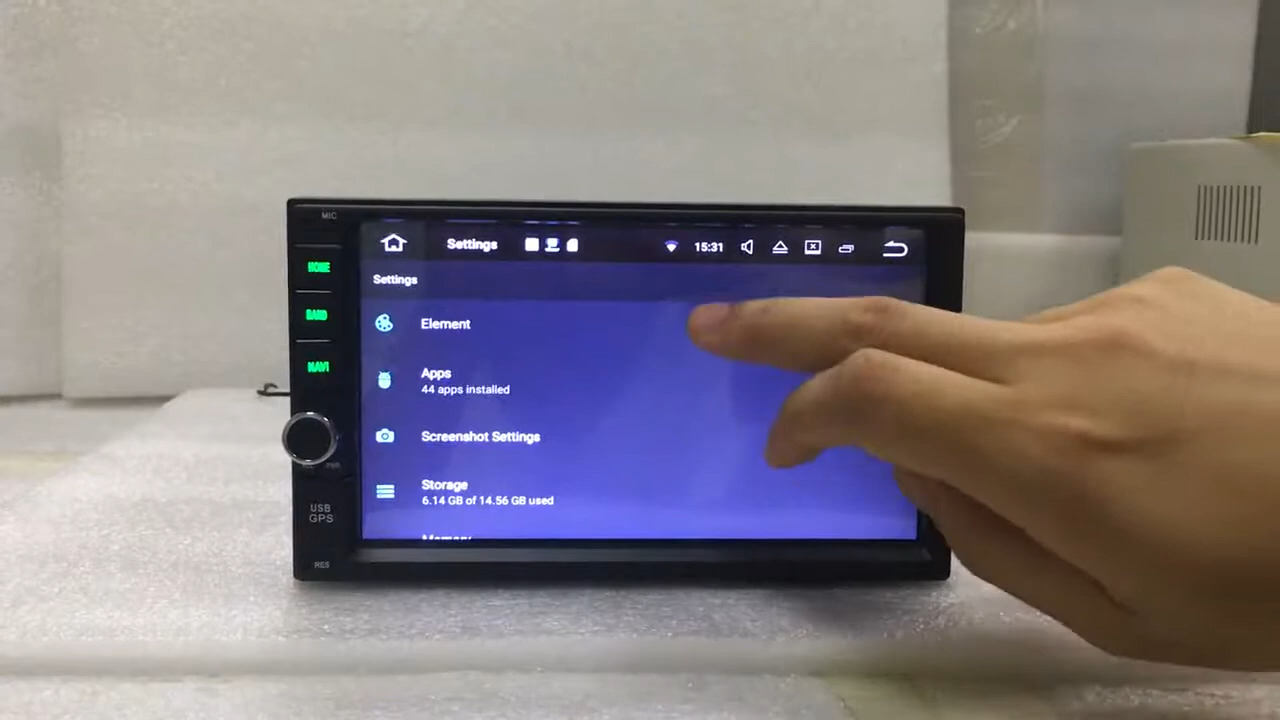 MIC
HOME
BAND
NAVI
USB
GPS
RES
Settings
15:31
Settings
Element
Apps
44 apps installed
Screenshot Settings
Storage
6.14 GB of 14.56 GB used
Memory